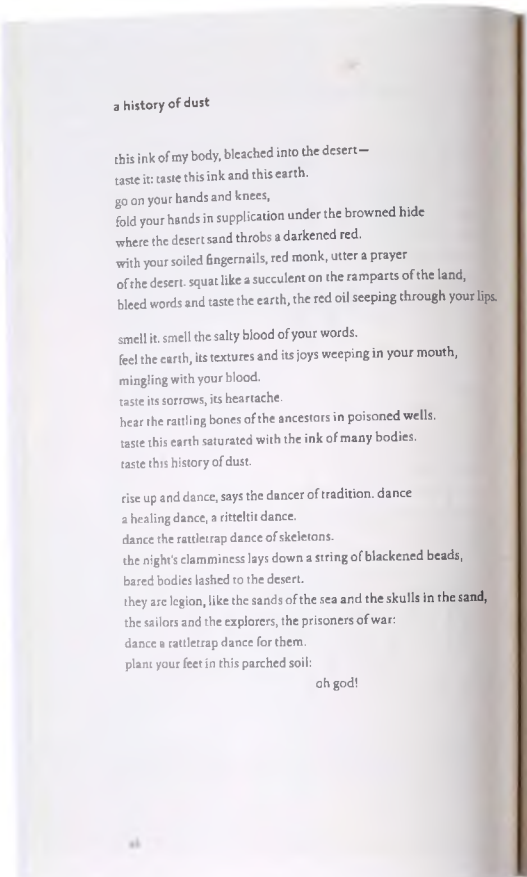 a history of dust
this ink of my body, bleached into the desert—
taste it: taste this ink and this earth.
go on your hands and knees,
fold your hands in supplication under the browned hide
where the desert sand throbs a darkened red.
with your soiled fingernails, red monk, utter a prayer
of the desert. squat like a succulent on the ramparts of the land,
bleed words and taste the earth, the red oil seeping through your lips.
smell it. smell the salty blood of your words.
feel the earth, its textures and its joys weeping in your mouth,
mingling with your blood.
taste its sorrows, its heartache.
hear the rattling bones of the ancestors in poisoned wells.
taste this earth saturated with the ink of many bodies.
taste this history of dust.
rise up and dance, says the dancer of tradition. dance
a healing dance, a ritteltit dance.
dance the rattletrap dance of skeletons.
the night's clamminess lays down a string of blackened beads,
bared bodies lashed to the desert.
they are legion, like the sands of the sea and the skulls in the sand,
the sailors and the explorers, the prisoners of war:
dance a rattletrap dance for them.
plant your feet in this parched soil:
oh god!